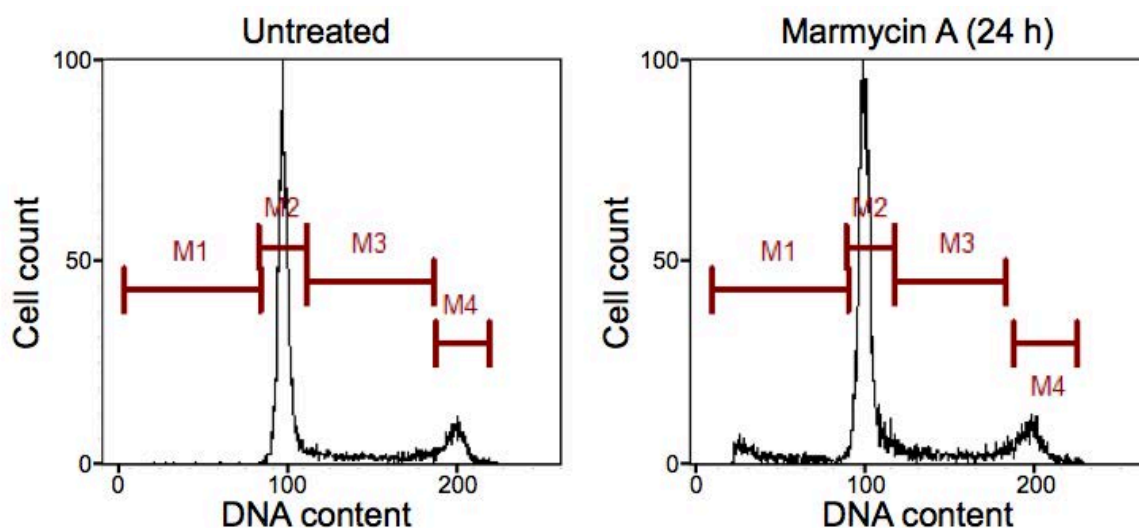 Untreated
100
50
0
Cell count
M1
M2
M3
M4
0
100
200
DNA content
Marmycin A (24 h)
100
50
0
Cell count
M1
M2
M3
M4
0
100
200
DNA content